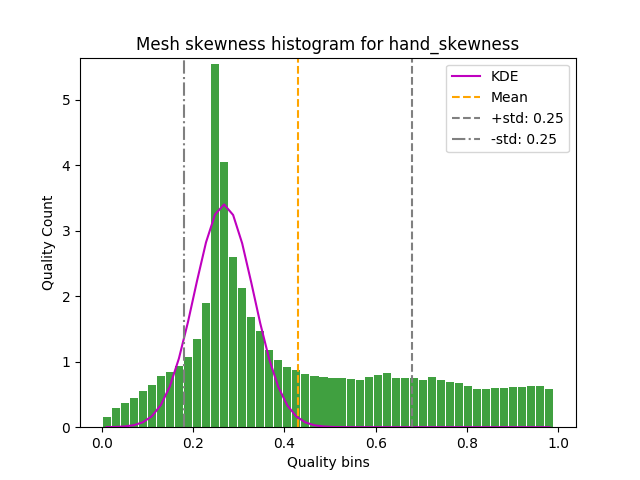 Mesh skewness histogram for hand_skewness
KDE
Mean
+std: 0.25
-std: 0.25
Quality Count
5
4
3
2
1
0
0.0 0.2 0.4 0.6 0.8 1.0
Quality bins